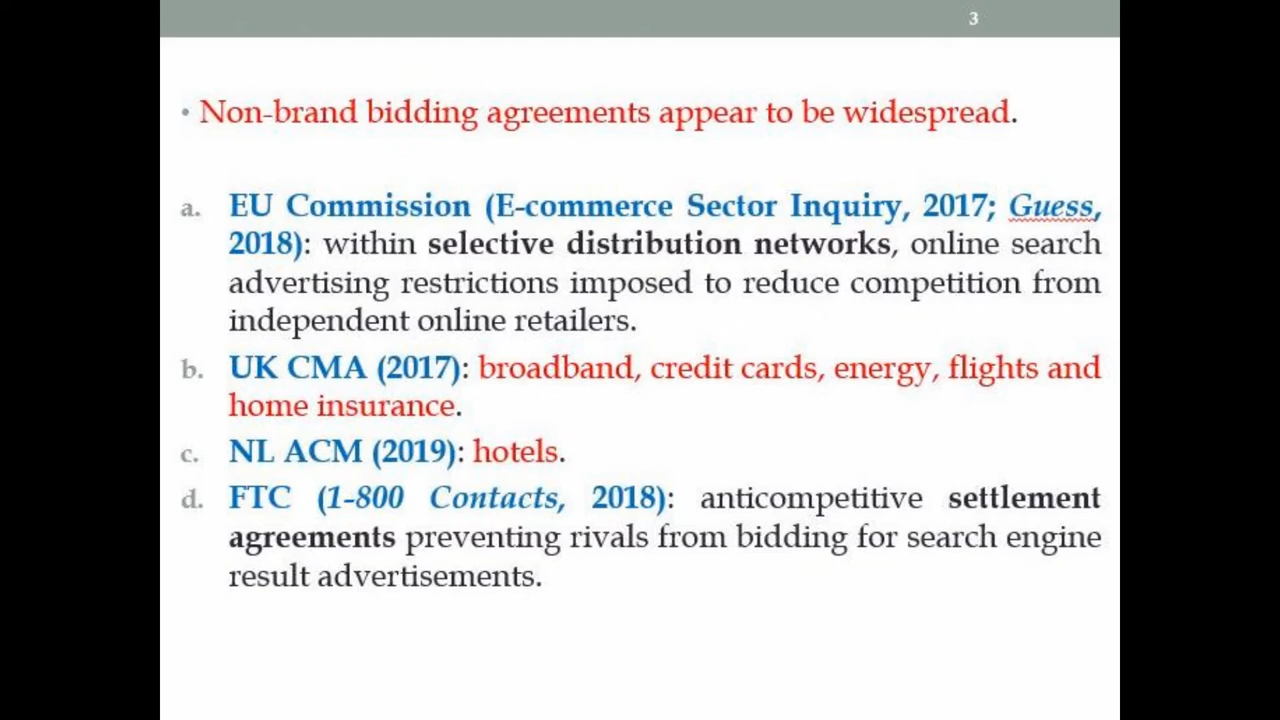 3
• Non-brand bidding agreements appear to be widespread.
a. EU Commission (E-commerce Sector Inquiry, 2017; Guess,
2018): within selective distribution networks, online search
advertising restrictions imposed to reduce competition from
independent online retailers.
b. UK CMA (2017): broadband, credit cards, energy, flights and
home insurance.
c. NL ACM (2019): hotels.
d. FTC (1-800 Contacts, 2018): anticompetitive settlement
agreements preventing rivals from bidding for search engine
result advertisements.